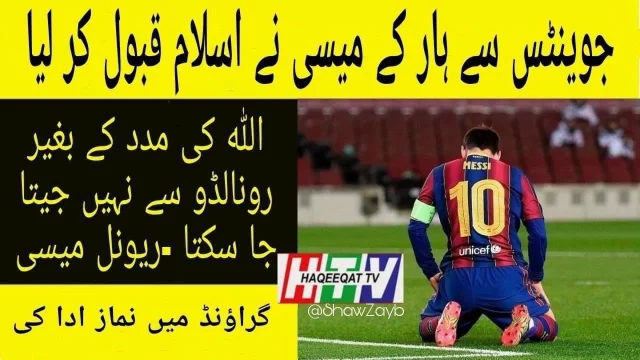 جوینٹس سے ہار کے میسی نے اسلام قبول کر لیا
اللہ کی مدد کے بغیر
رونالڈو سے نہیں جیتا
جا سکتا ۔ریونل میسی
گراؤنڈ میں نماز ادا کی
MESSI
10
unicef
HTV
HAQEEQAT TV
@ShawZayb